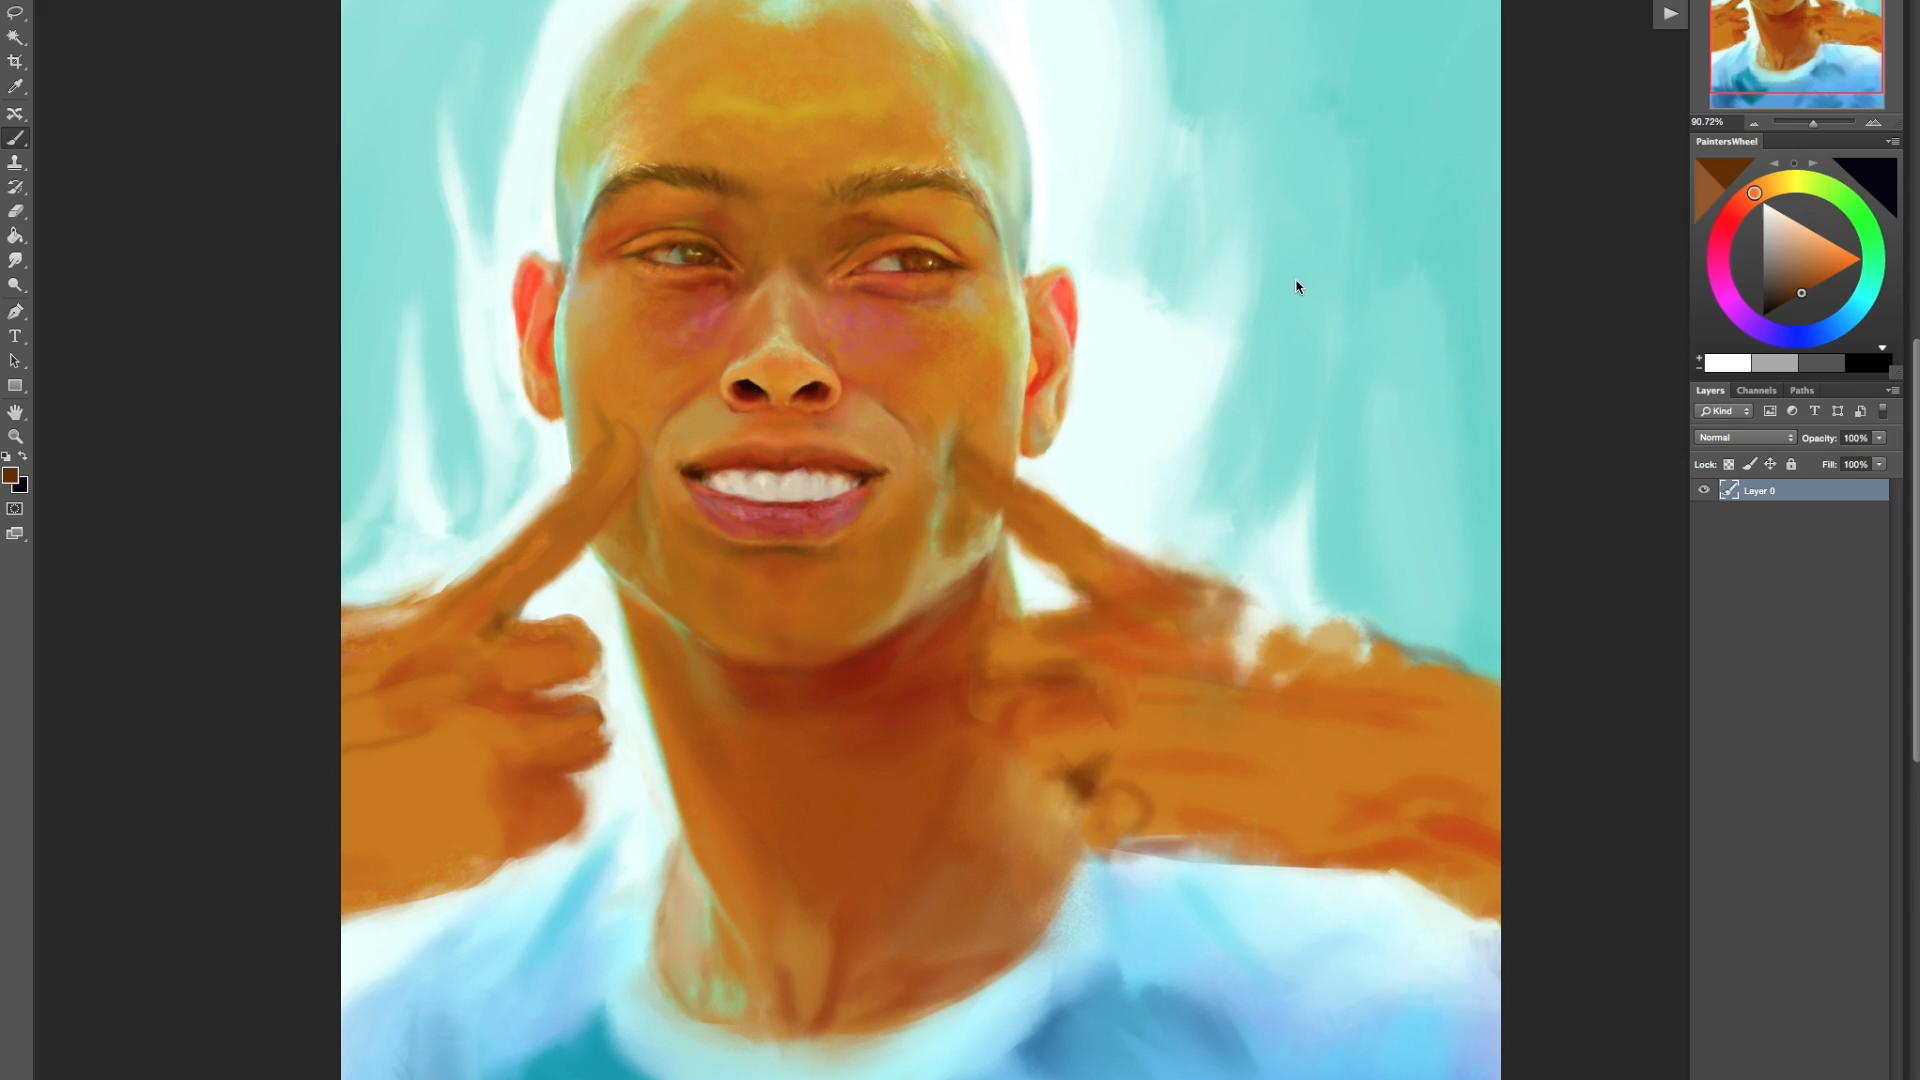 90.72%
PaintersWheel
+
−
Layers Channels Paths
Kind T
Normal Opacity: 100%
Lock: Fill: 100%
Layer 0
T